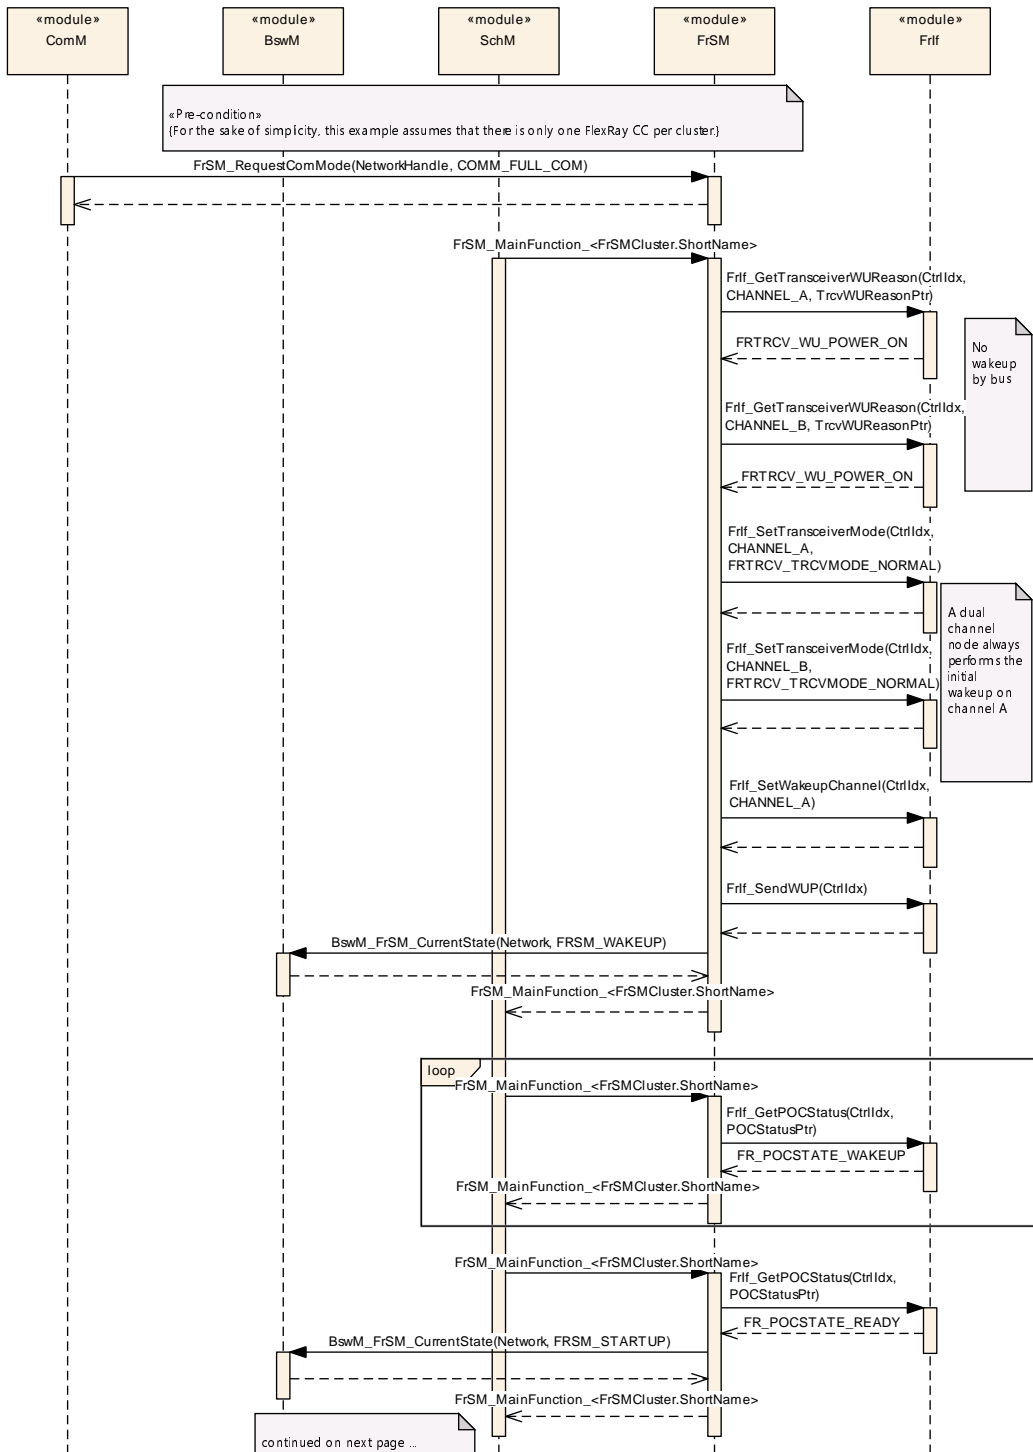 «module»
ComM
«module»
BswM
«module»
SchM
«module»
FrSM
«module»
FrIf
«Pre-condition»
{For the sake of simplicity, this example assumes that there is only one FlexRay CC per cluster.}
FrSM_RequestComMode(NetworkHandle, COMM_FULL_COM)
FrSM_MainFunction_<FrSMCluster.ShortName>
FrIf_GetTransceiverWUReason(CtrlIdx,
CHANNEL_A, TrcvWUReasonPtr)
FRTRCV_WU_POWER_ON
No
wakeup
by bus
FrIf_GetTransceiverWUReason(CtrlIdx,
CHANNEL_B, TrcvWUReasonPtr)
FRTRCV_WU_POWER_ON
FrIf_SetTransceiverMode(CtrlIdx,
CHANNEL_A,
FRTRCV_TRCVMODE_NORMAL)
A dual
channel
node always
performs the
initial
wakeup on
channel A
FrIf_SetTransceiverMode(CtrlIdx,
CHANNEL_B,
FRTRCV_TRCVMODE_NORMAL)
FrIf_SetWakeupChannel(CtrlIdx,
CHANNEL_A)
FrIf_SendWUP(CtrlIdx)
BswM_FrSM_CurrentState(Network, FRSM_WAKEUP)
FrSM_MainFunction_<FrSMCluster.ShortName>
loop
FrSM_MainFunction_<FrSMCluster.ShortName>
FrIf_GetPOCStatus(CtrlIdx,
POCStatusPtr)
FR_POCSTATE_WAKEUP
FrSM_MainFunction_<FrSMCluster.ShortName>
FrSM_MainFunction_<FrSMCluster.ShortName>
FrIf_GetPOCStatus(CtrlIdx,
POCStatusPtr)
FR_POCSTATE_READY
BswM_FrSM_CurrentState(Network, FRSM_STARTUP)
FrSM_MainFunction_<FrSMCluster.ShortName>
continued on next page ...